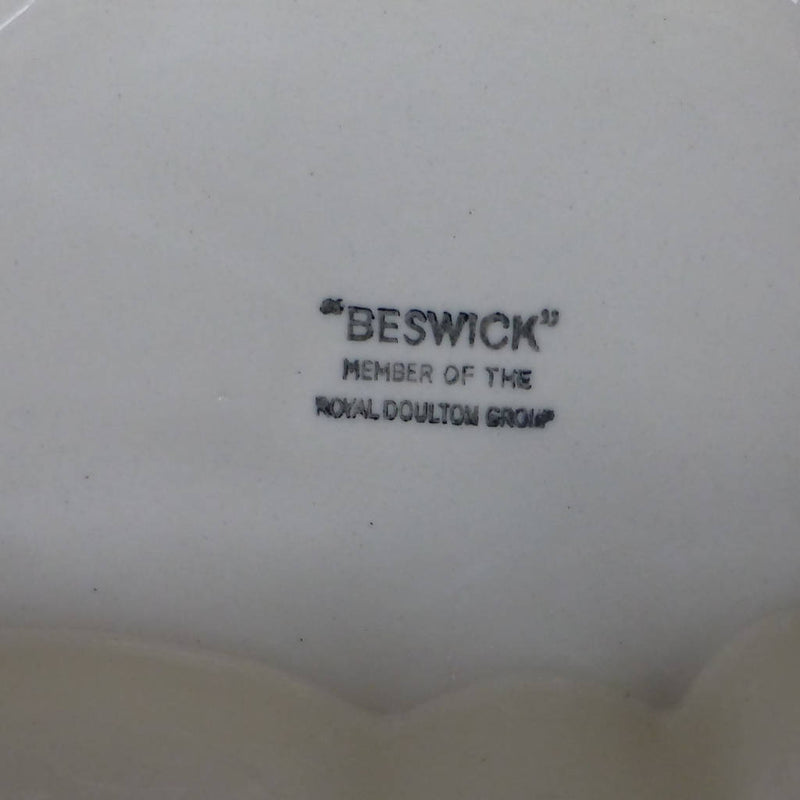 "BESWICK"
MEMBER OF THE
ROYAL DOULTON GROUP